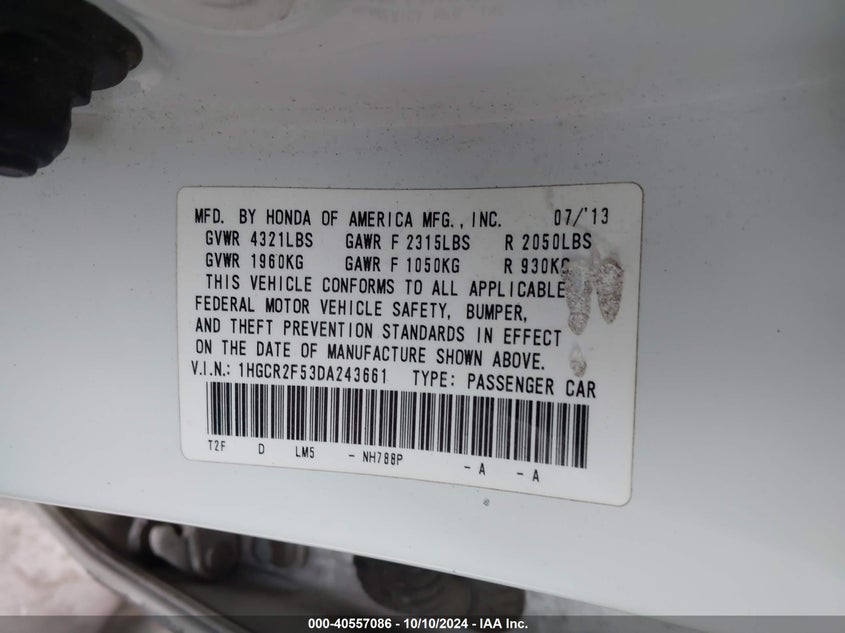 MFD. BY HONDA OF AMERICA MFG., INC. 07/'13
GVWR 4321LBS GAWR F 2315LBS R 2050LBS
GVWR 1960KG GAWR F 1050KG R 930KG
THIS VEHICLE CONFORMS TO ALL APPLICABLE
FEDERAL MOTOR VEHICLE SAFETY, BUMPER,
AND THEFT PREVENTION STANDARDS IN EFFECT
ON THE DATE OF MANUFACTURE SHOWN ABOVE.
V.I.N.: 1HGCR2F53DA243661 TYPE: PASSENGER CAR
T2F D LM5 - NH788P - A - A
000-40557086 - 10/10/2024 - IAA Inc.